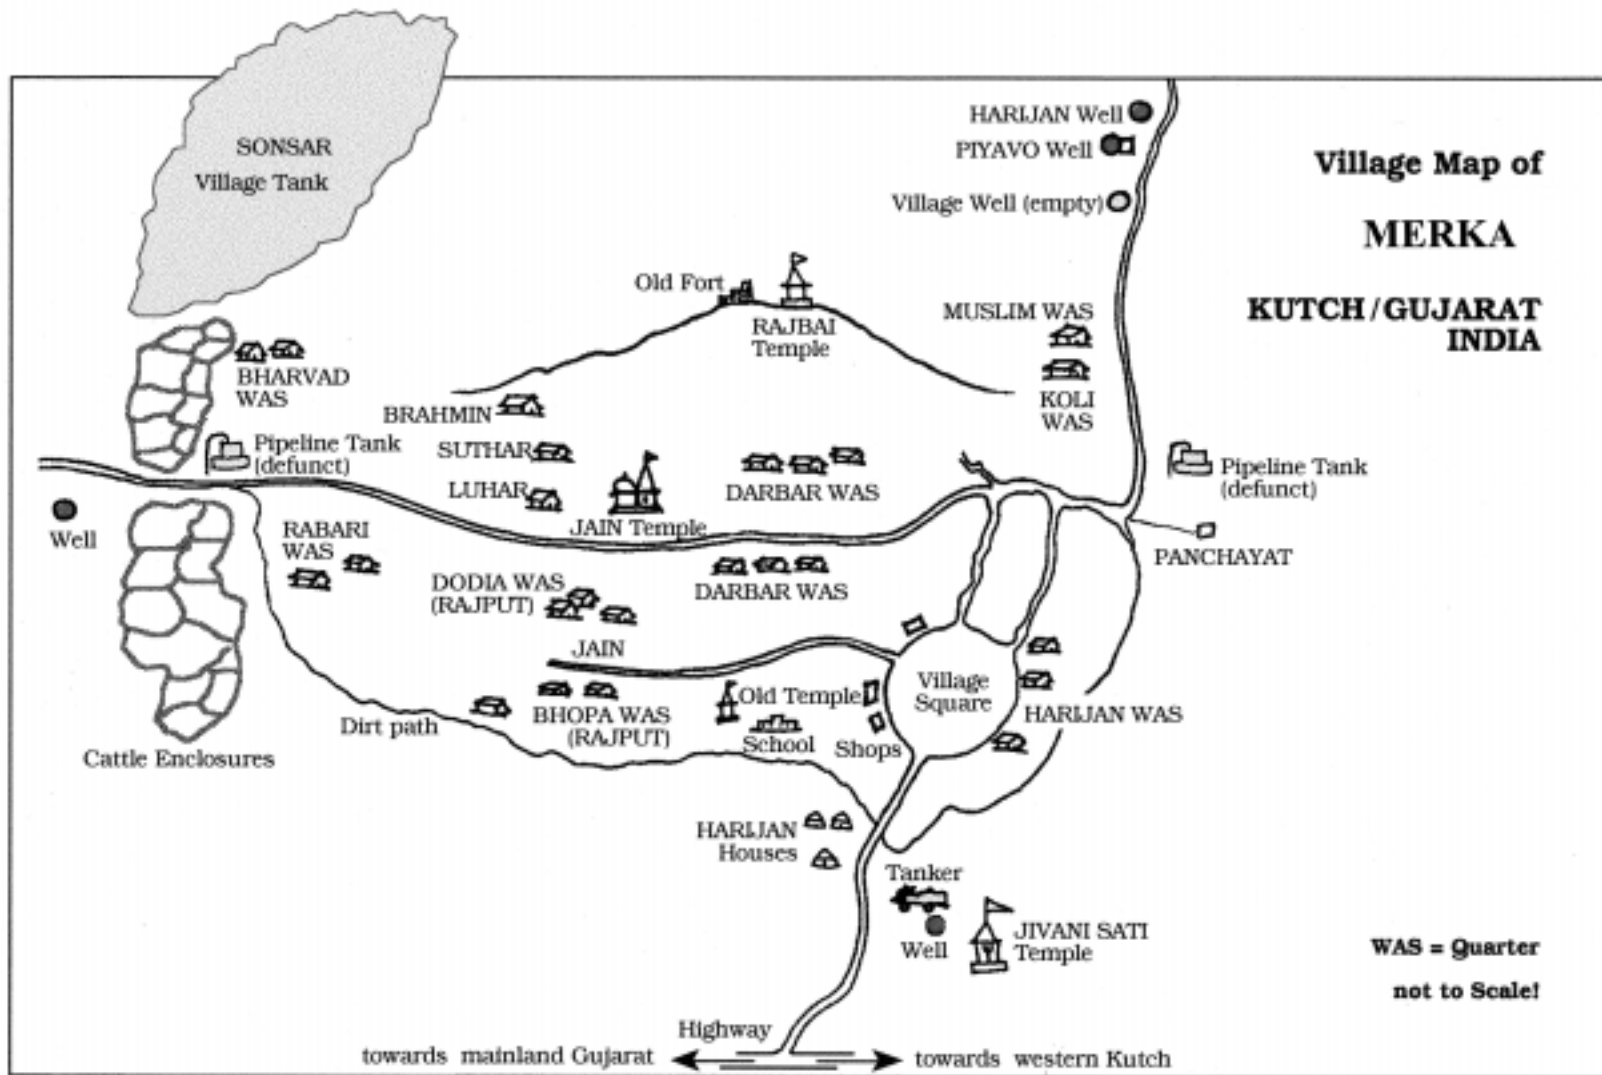 SONSAR
Village Tank
HARIJAN Well
PIYAVO Well
Village Well (empty)
Village Map of
MERKA
KUTCH / GUJARAT
INDIA
Old Fort
RAJBAI
Temple
MUSLIM WAS
KOLI
WAS
BHARVAD
WAS
BRAHMIN
SUTHAR
LUHAR
Pipeline Tank
(defunct)
JAIN Temple
DARBAR WAS
Pipeline Tank
(defunct)
Well
RABARI
WAS
PANCHAYAT
DODIA WAS
(RAJPUT)
DARBAR WAS
JAIN
Village
Square
Old Temple
HARIJAN WAS
BHOPA WAS
(RAJPUT)
School
Shops
Dirt path
Cattle Enclosures
HARIJAN
Houses
Tanker
Well
JIVANI SATI
Temple
WAS = Quarter
not to Scale!
Highway
towards mainland Gujarat
towards western Kutch